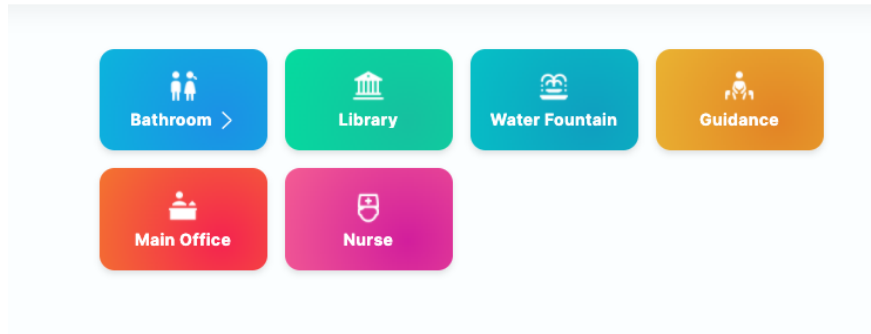 Bathroom >
Library
Water Fountain
Guidance
Main Office
Nurse